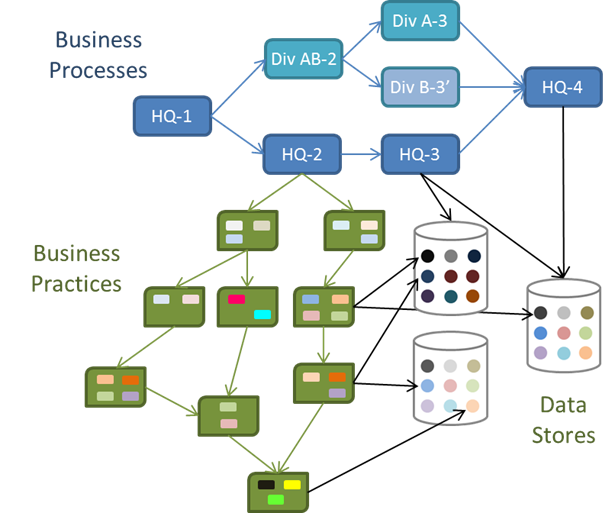 Business
Processes
Div A-3
Div AB-2
Div B-3′
HQ-1
HQ-4
HQ-2
HQ-3
Business
Practices
Data
Stores